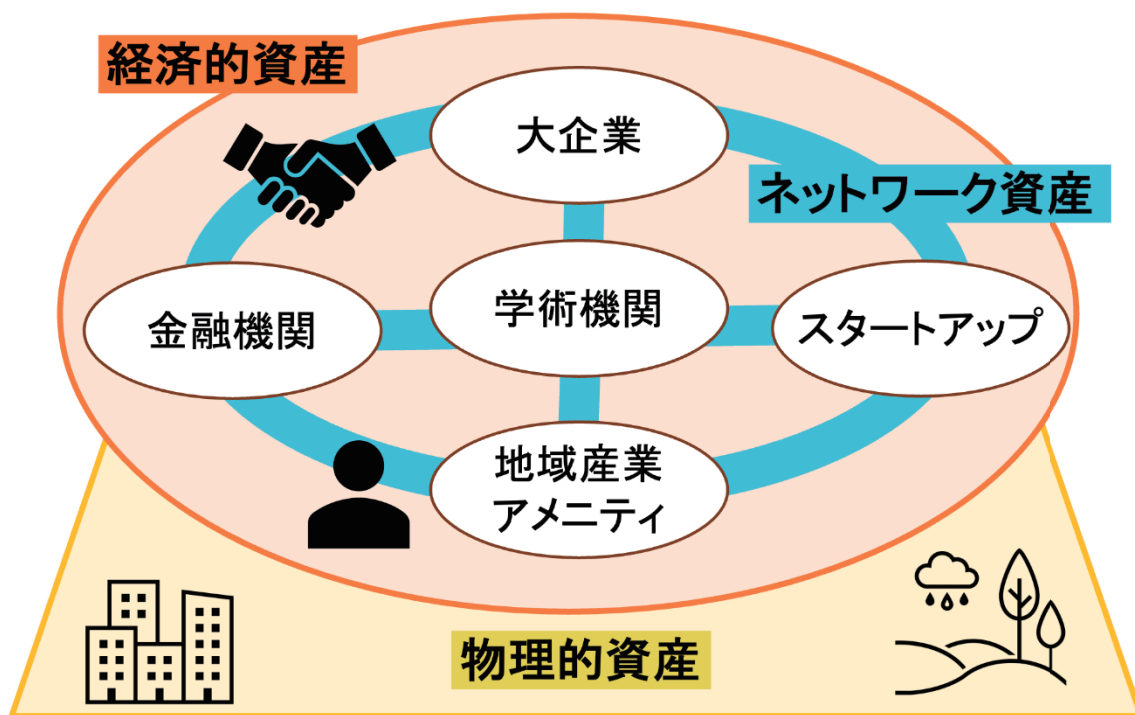 経済的資産
大企業
ネットワーク資産
金融機関
学術機関
スタートアップ
地域産業
アメニティ
物理的資産